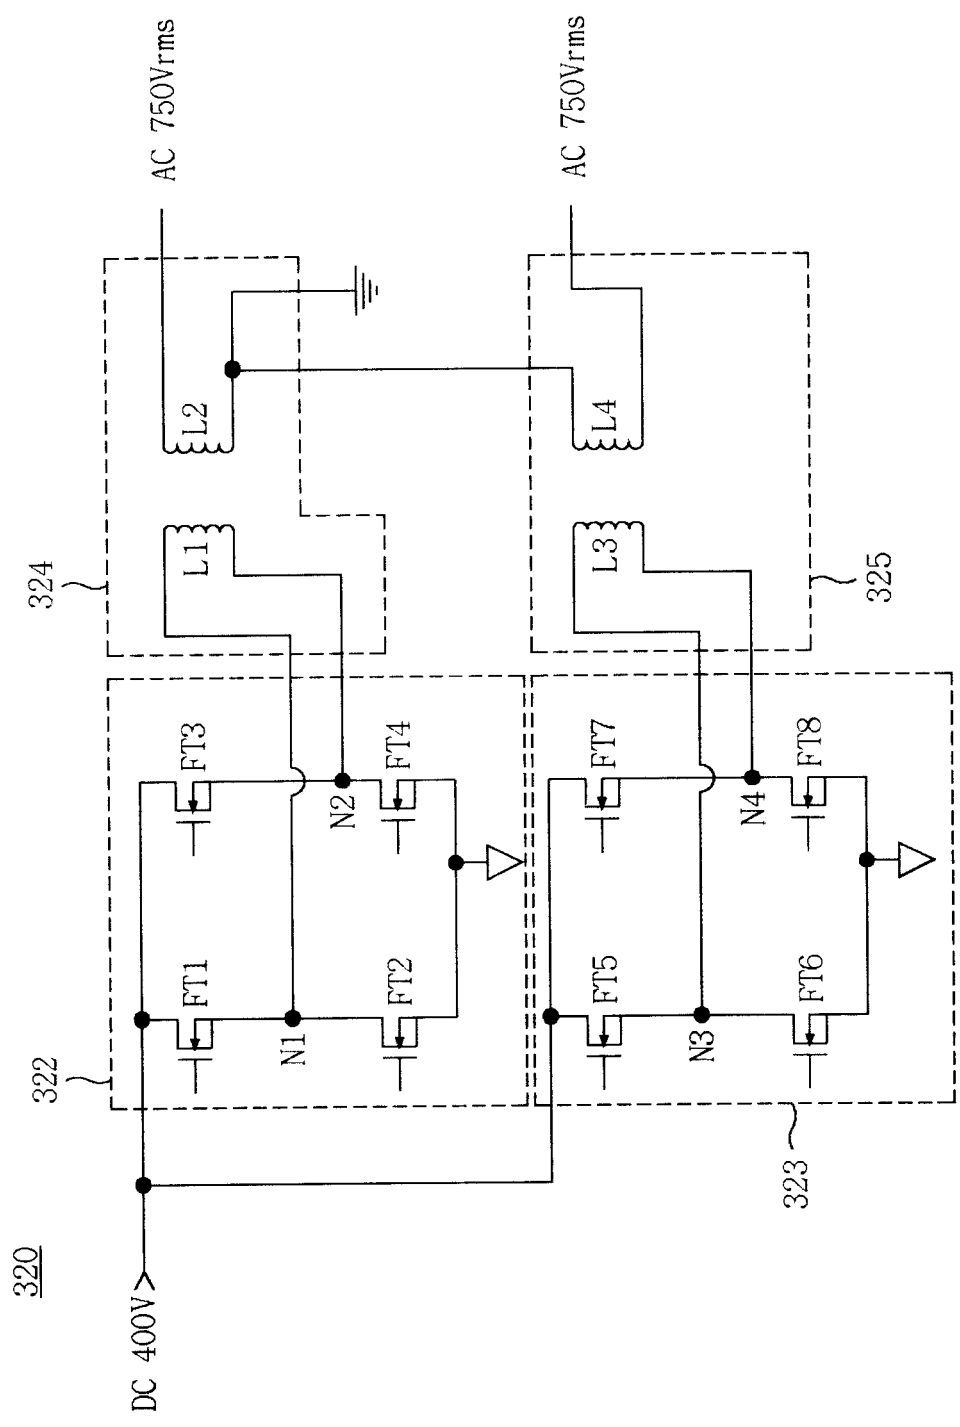 320
DC 400V
322
FT1
FT3
N1
N2
FT2
FT4
324
L1
L2
AC 750Vrms
323
FT5
FT7
N3
N4
FT6
FT8
325
L3
L4
AC 750Vrms